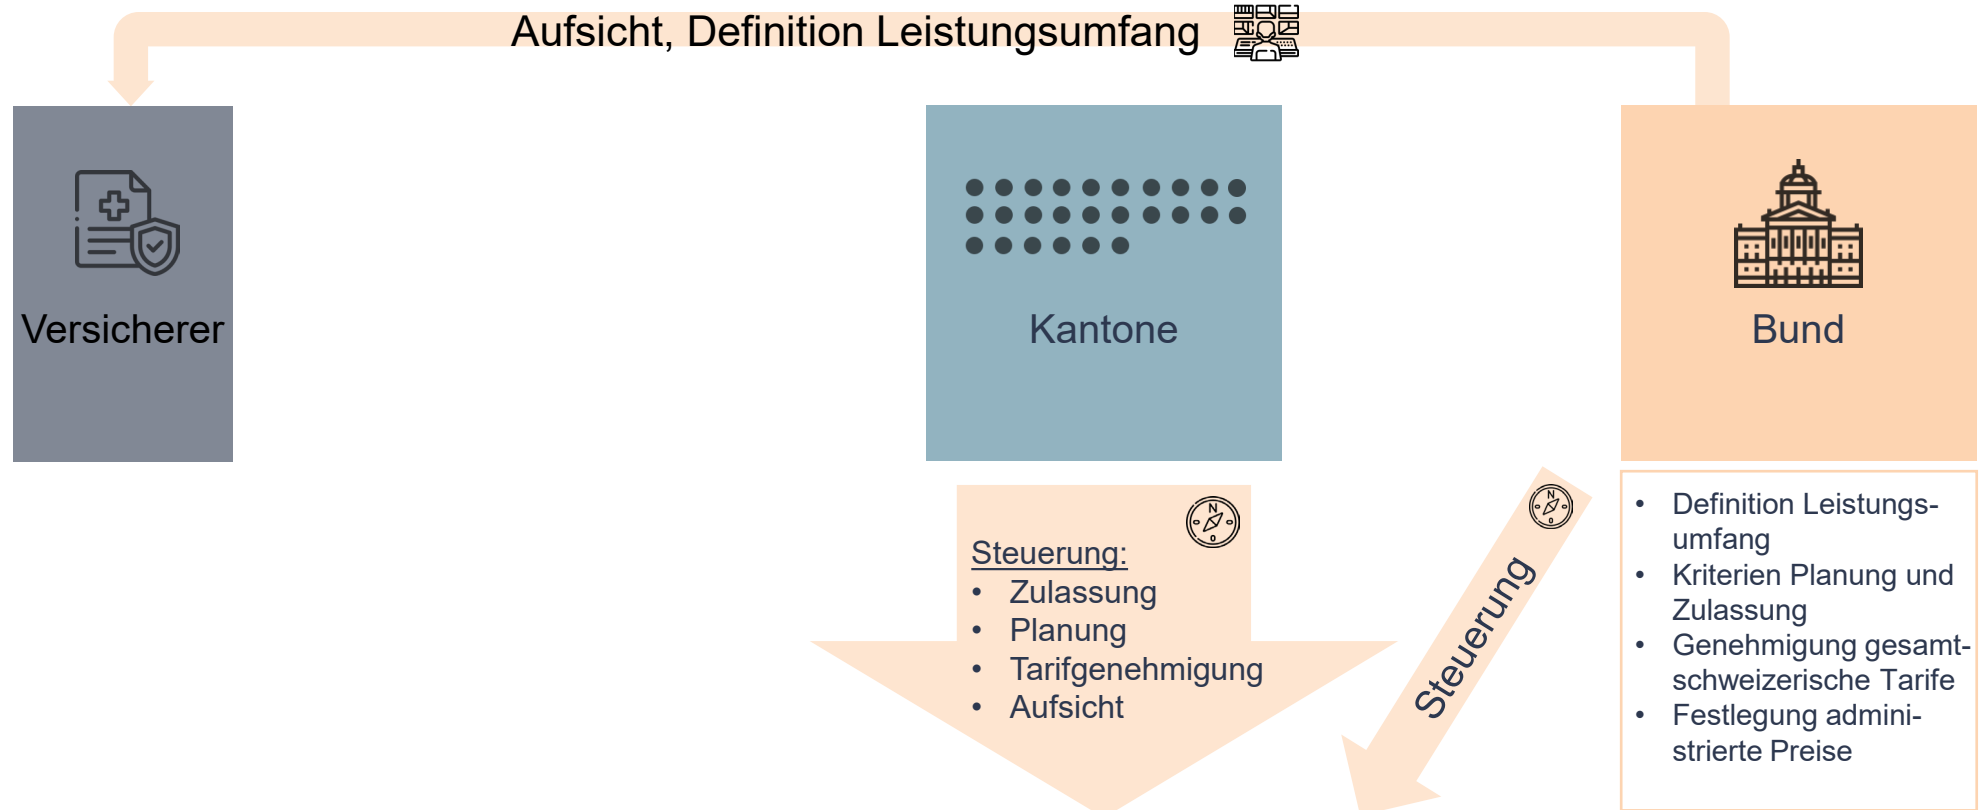 Aufsicht, Definition Leistungsumfang
Versicherer
Kantone
Bund
Steuerung:
• Zulassung
• Planung
• Tarifgenehmigung
• Aufsicht
Steuerung
• Definition Leistungs-
umfang
• Kriterien Planung und
Zulassung
• Genehmigung gesamt-
schweizerische Tarife
• Festlegung admini-
strierte Preise